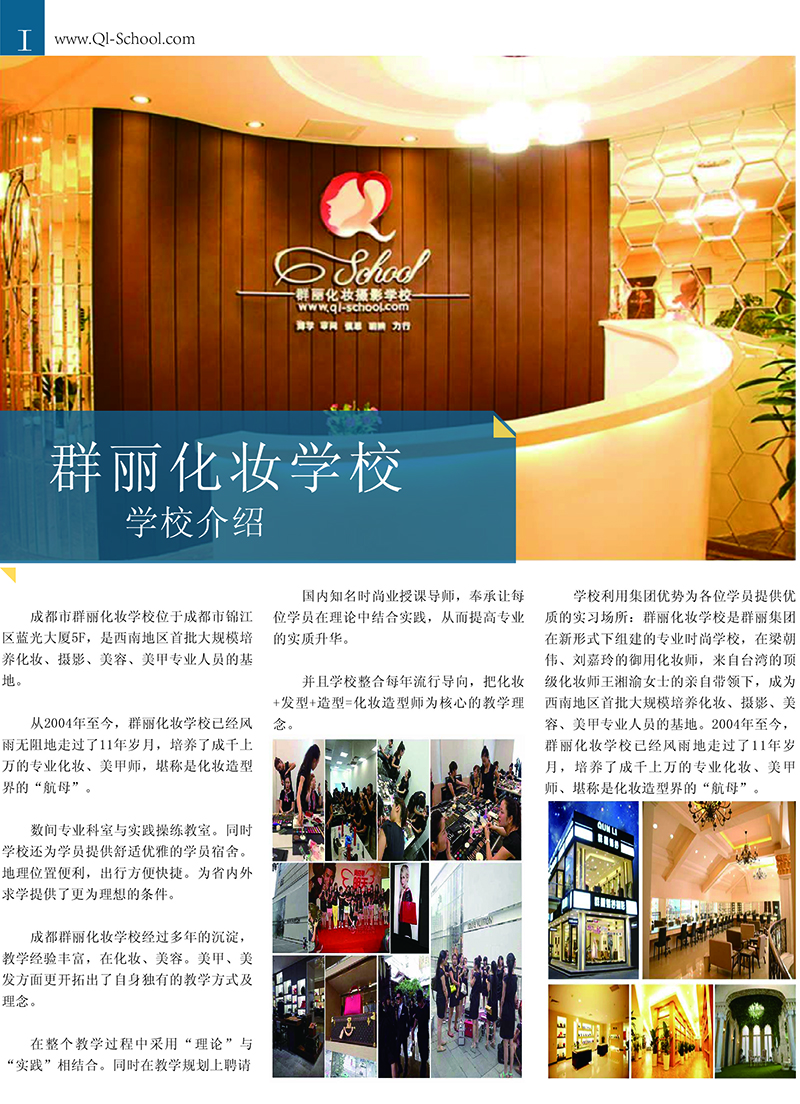 I
www.Ql-School.com
School
群丽化妆摄影学校
www.ql-school.com
博学 审问 慎思 明辨 力行
群丽化妆学校
学校介绍
成都市群丽化妆学校位于成都市锦江
区蓝光大厦5F，是西南地区首批大规模培
养化妆、摄影、美容、美甲专业人员的基
地。
从2004年至今，群丽化妆学校已经风
雨无阻地走过了11年岁月，培养了成千上
万的专业化妆、美甲师，堪称是化妆造型
界的“航母”。
数间专业科室与实践操练教室。同时
学校还为学员提供舒适优雅的学员宿舍。
地理位置便利，出行方便快捷。为省内外
求学提供了更为理想的条件。
成都群丽化妆学校经过多年的沉淀，
教学经验丰富，在化妆、美容。美甲、美
发方面更开拓出了自身独有的教学方式及
理念。
在整个教学过程中采用“理论”与
“实践”相结合。同时在教学规划上聘请
国内知名时尚业授课导师，奉承让每
位学员在理论中结合实践，从而提高专业
的实质升华。
并且学校整合每年流行导向，把化妆
+发型+造型=化妆造型师为核心的教学理
念。
学校利用集团优势为各位学员提供优
质的实习场所：群丽化妆学校是群丽集团
在新形式下组建的专业时尚学校，在梁朝
伟、刘嘉玲的御用化妆师，来自台湾的顶
级化妆师王湘渝女士的亲自带领下，成为
西南地区首批大规模培养化妆、摄影、美
容、美甲专业人员的基地。2004年至今，
群丽化妆学校已经风雨地走过了11年岁
月，培养了成千上万的专业化妆、美甲
师、堪称是化妆造型界的“航母”。
QUN LI